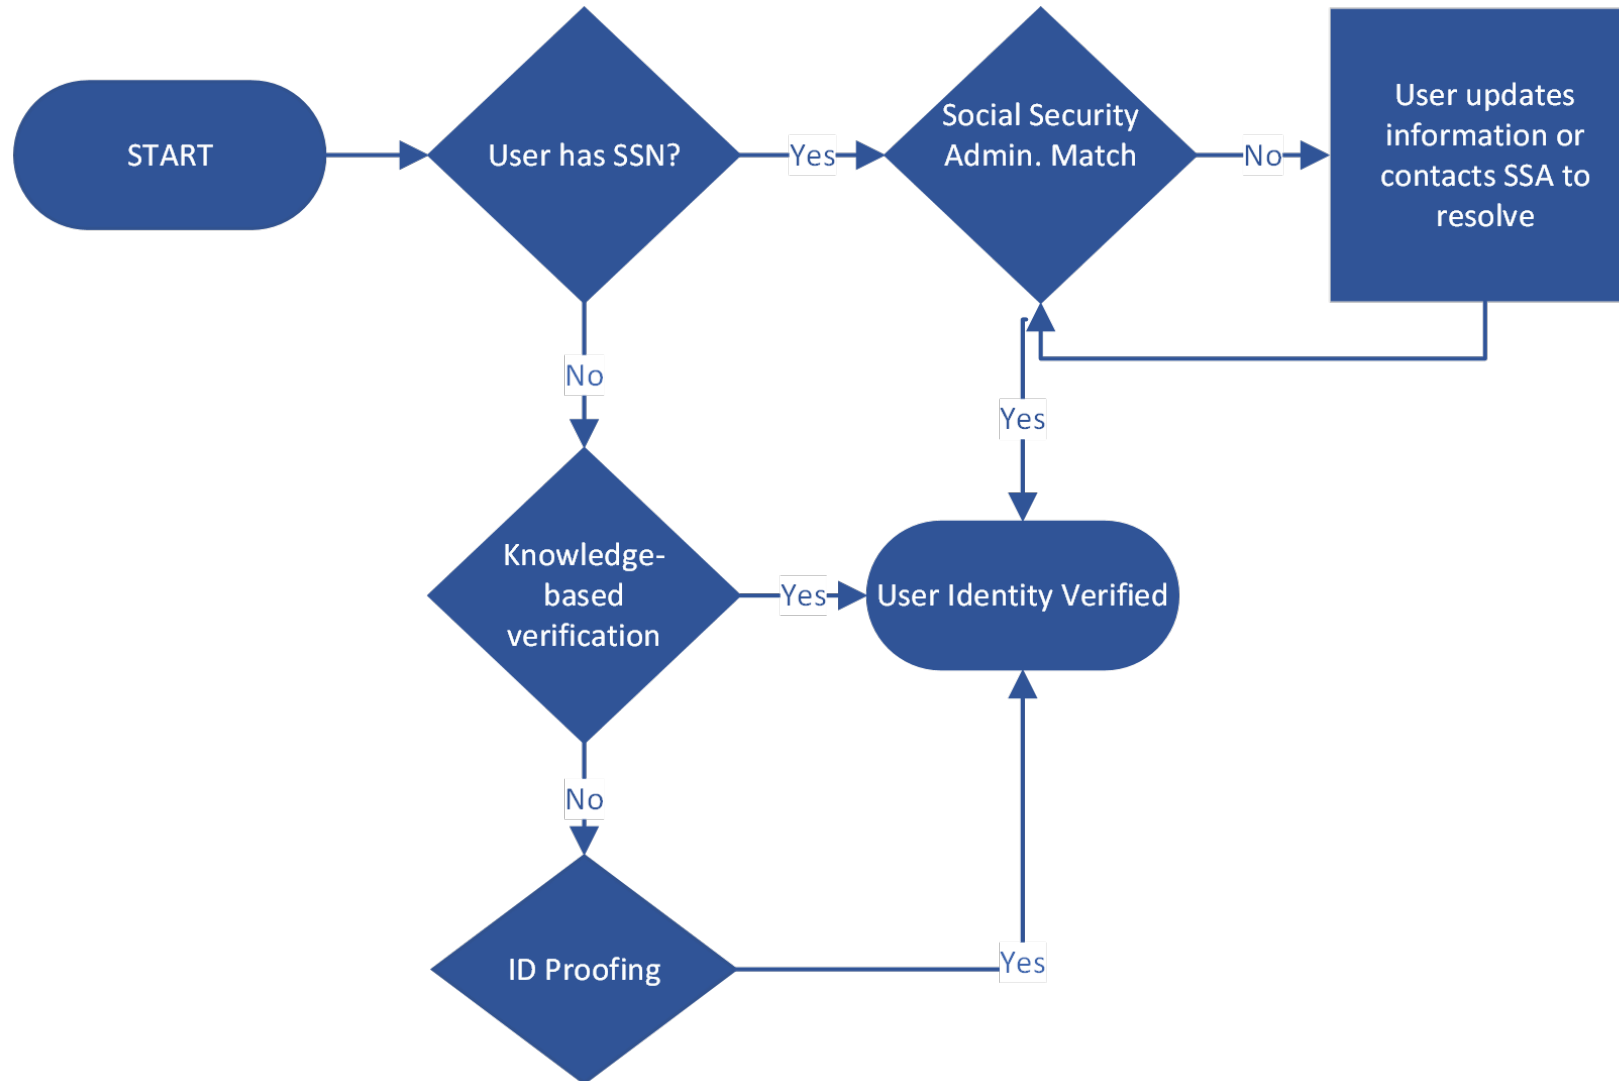 START
User has SSN?
Yes
Social Security
Admin. Match
No
User updates
information or
contacts SSA to
resolve
No
Yes
Knowledge-
based
verification
Yes
User Identity Verified
No
ID Proofing
Yes